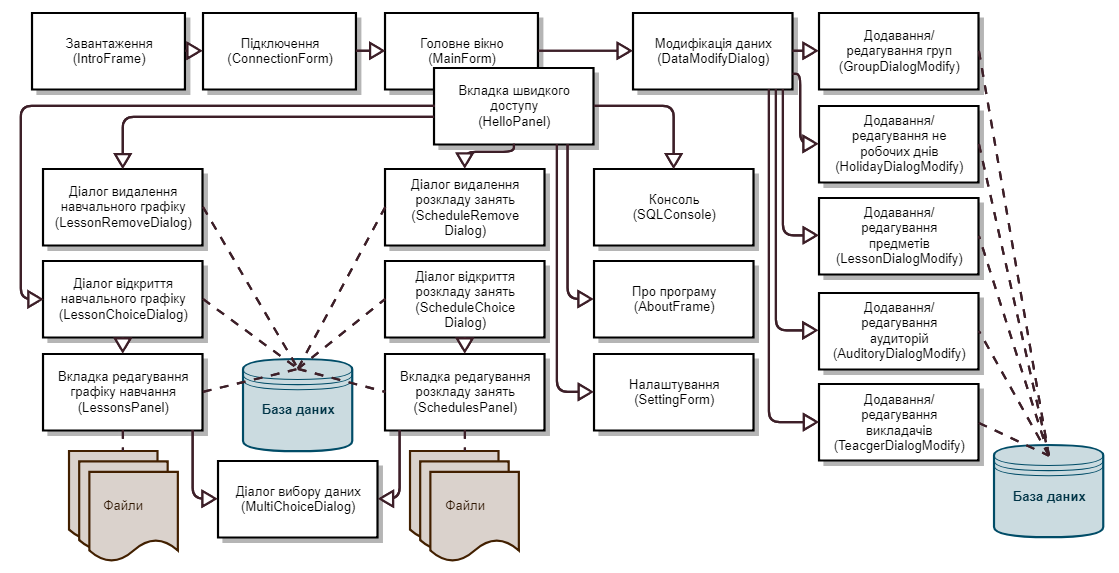 Завантаження
(IntroFrame)
Підключення
(ConnectionForm)
Головне вікно
(MainForm)
Модифікація даних
(DataModifyDialog)
Додавання/
редагування груп
(GroupDialogModify)
Вкладка швидкого
доступу
(HelloPanel)
Додавання/
редагування не
робочих днів
(HolidayDialogModify)
Діалог видалення
навчального графіку
(LessonRemoveDialog)
Діалог видалення
розкладу занять
(ScheduleRemove
Dialog)
Консоль
(SQLConsole)
Додавання/
редагування
предметів
(LessonDialogModify)
Діалог відкриття
навчального графіку
(LessonChoiceDialog)
Діалог відкриття
розкладу занять
(ScheduleChoice
Dialog)
Про програму
(AboutFrame)
Додавання/
редагування
аудиторій
(AuditoryDialogModify)
Вкладка редагування
графіку навчання
(LessonsPanel)
База даних
Вкладка редагування
розкладу занять
(SchedulesPanel)
Налаштування
(SettingForm)
Додавання/
редагування
викладачів
(TeacgerDialogModify)
Файли
Діалог вибору даних
(MultiChoiceDialog)
Файли
База даних